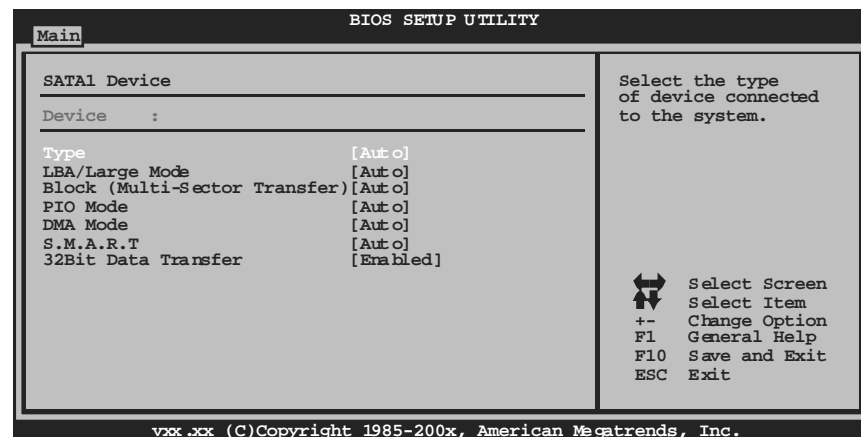 BIOS SETUP UTILITY
Main
SATA1 Device
Device :
Type [Auto]
LBA/Large Mode [Auto]
Block (Multi-Sector Transfer)[Auto]
PIO Mode [Auto]
DMA Mode [Auto]
S.M.A.R.T [Auto]
32Bit Data Transfer [Enabled]
Select the type
of device connected
to the system.
Select Screen
Select Item
+- Change Option
F1 General Help
F10 Save and Exit
ESC Exit
vxx.xx (C)Copyright 1985-200x, American Megatrends, Inc.